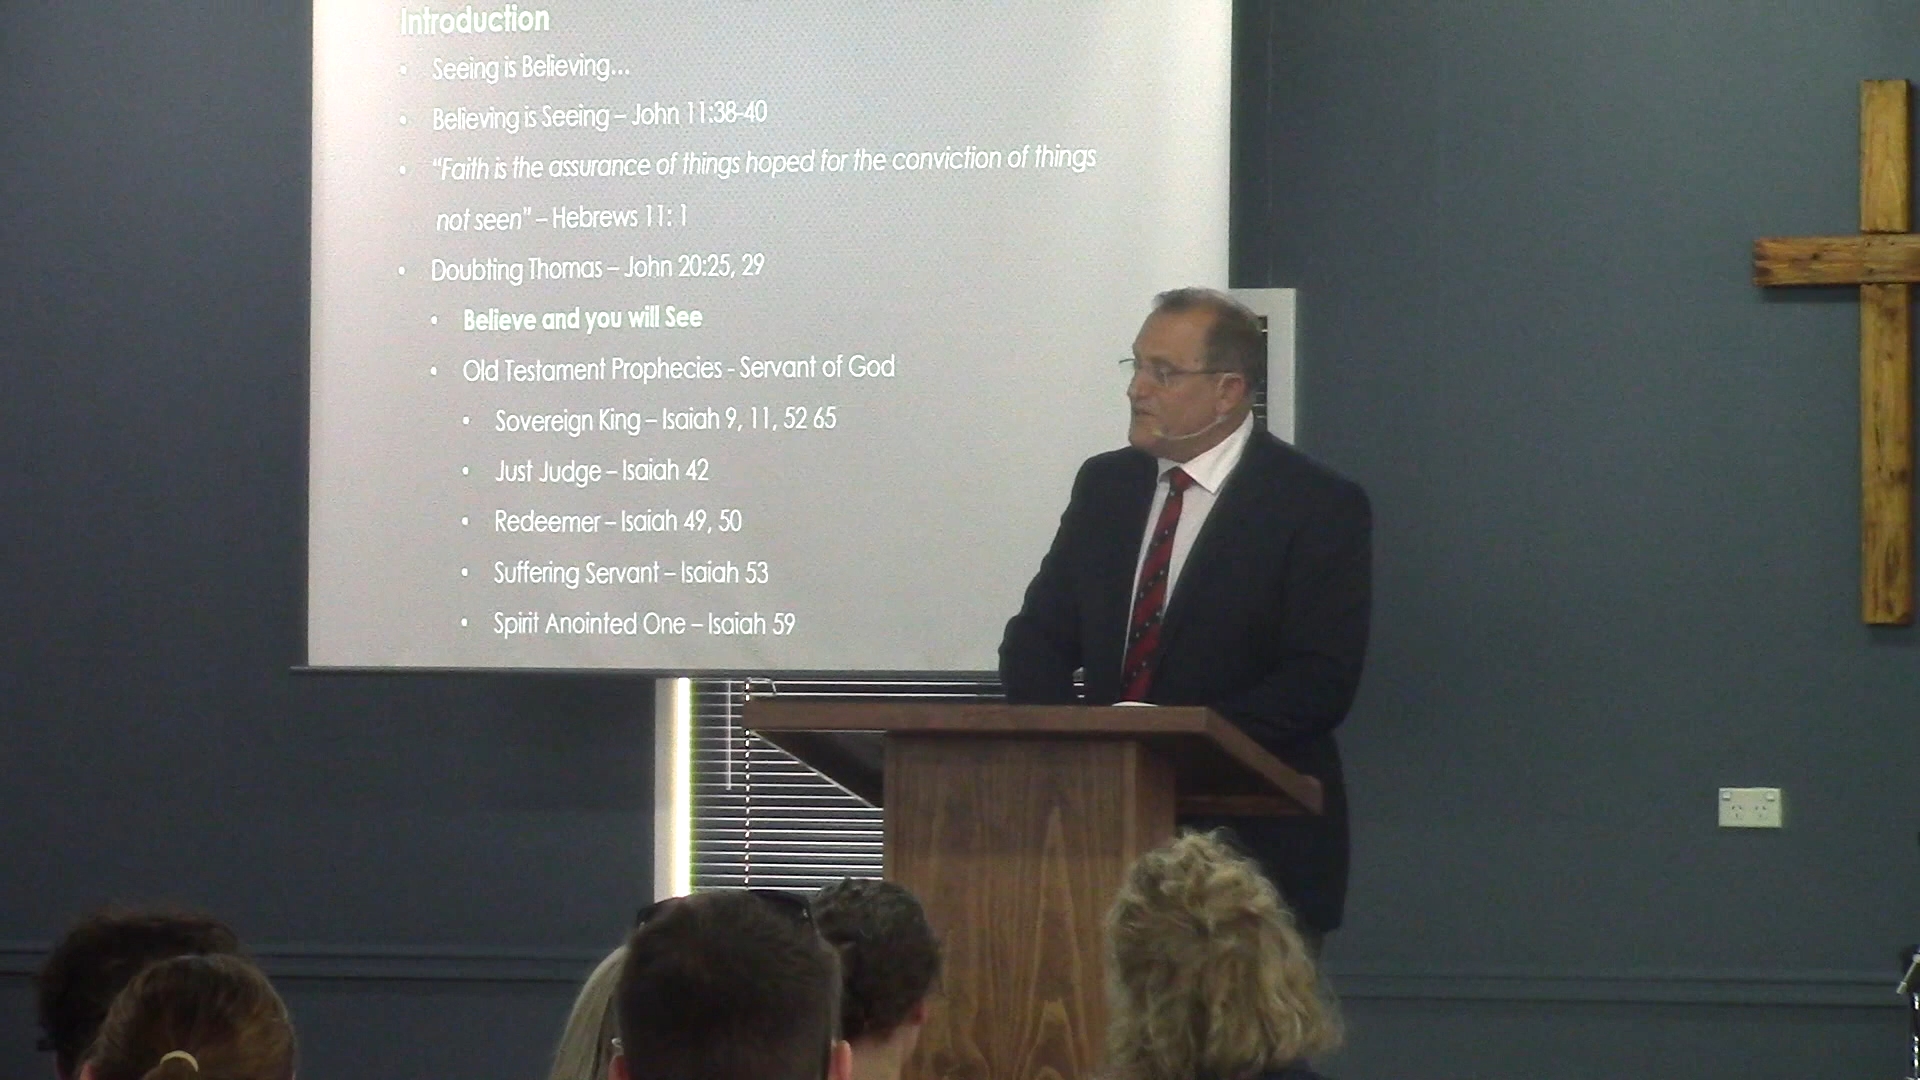 Introduction
• Seeing is Believing...
• Believing is Seeing – John 11:38-40
• "Faith is the assurance of things hoped for the conviction of things
not seen" – Hebrews 11: 1
• Doubting Thomas – John 20:25, 29
• Believe and you will See
• Old Testament Prophecies - Servant of God
• Sovereign King – Isaiah 9, 11, 52 65
• Just Judge – Isaiah 42
• Redeemer – Isaiah 49, 50
• Suffering Servant – Isaiah 53
• Spirit Anointed One – Isaiah 59